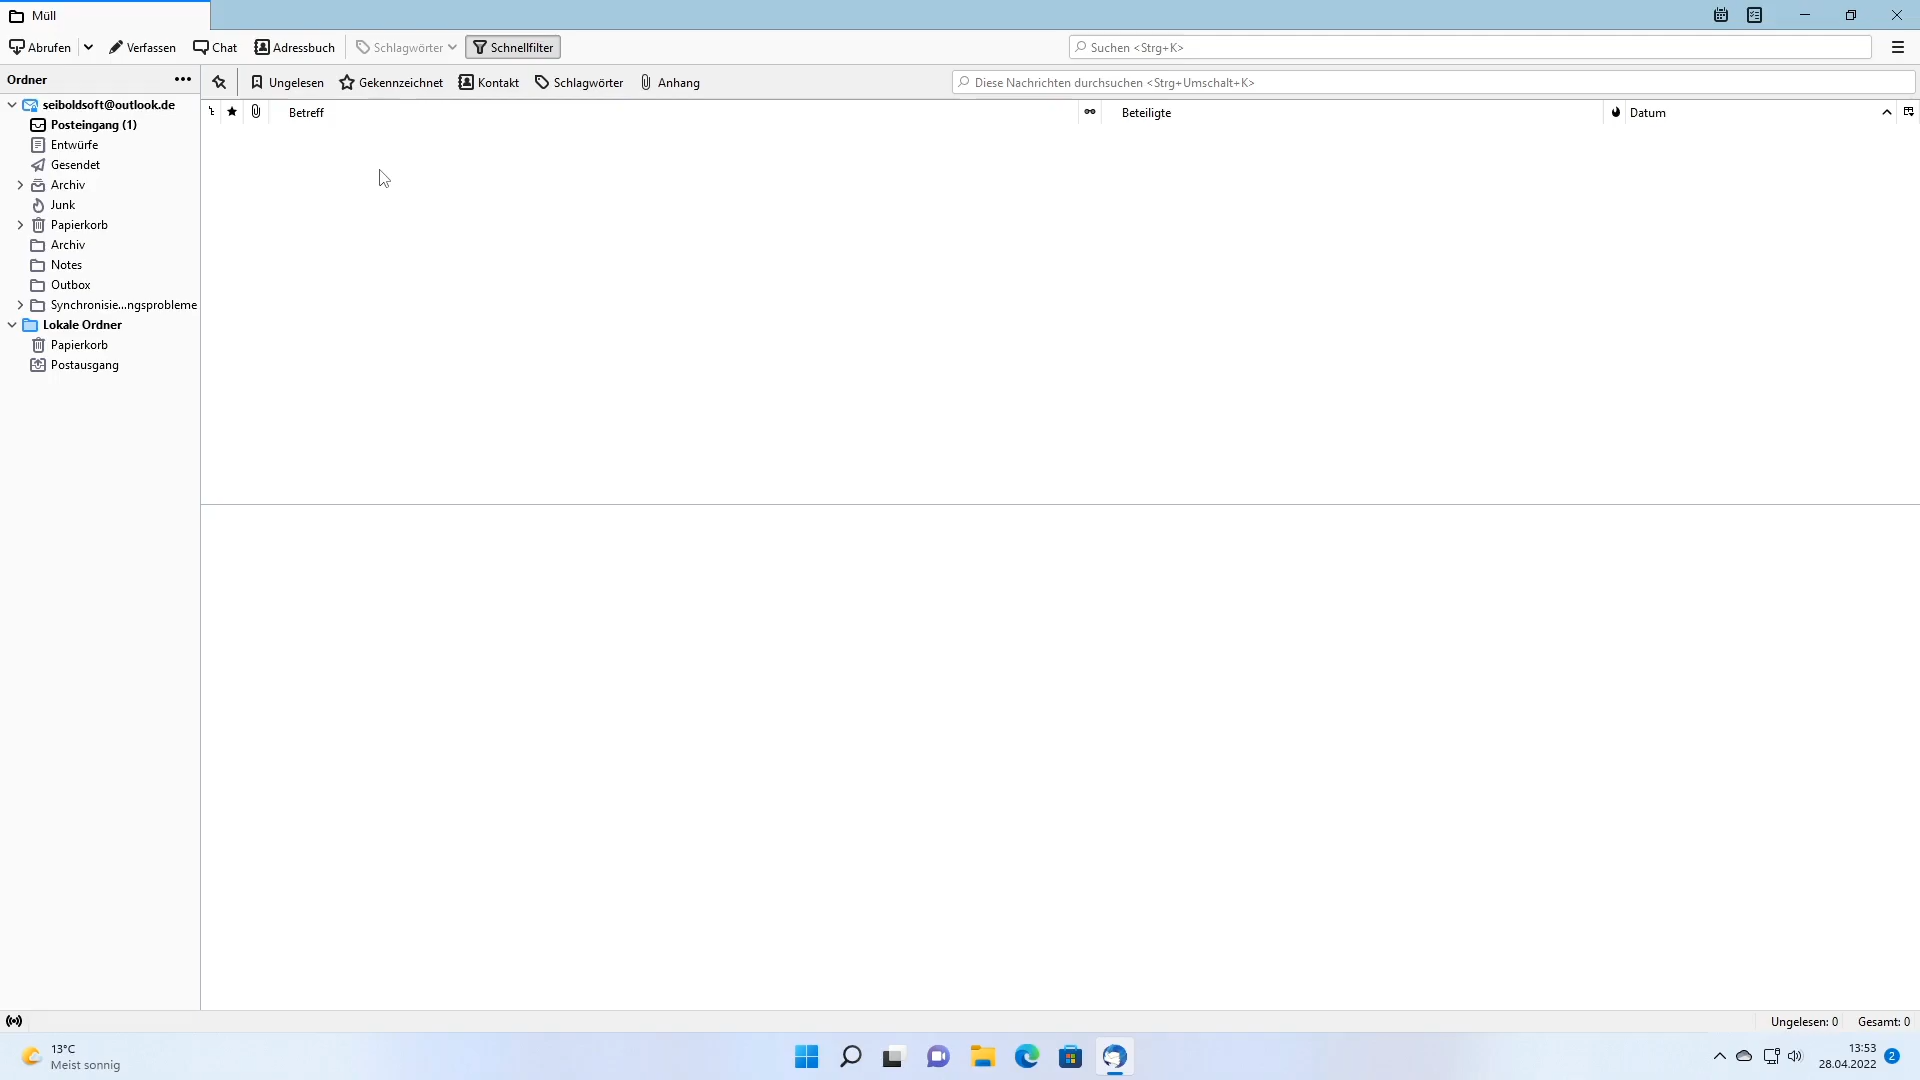 Müll
Abrufen Verfassen Chat Adressbuch Schlagwörter Schnellfilter Suchen <Strg+K>
Ordner
Ungelesen Gekennzeichnet Kontakt Schlagwörter Anhang Diese Nachrichten durchsuchen <Strg+Umschalt+K>
Betreff Beteiligte Datum
seiboldsoft@outlook.de
Posteingang (1)
Entwürfe
Gesendet
Archiv
Junk
Papierkorb
Archiv
Notes
Outbox
Synchronisie...ngsprobleme
Lokale Ordner
Papierkorb
Postausgang
Ungelesen: 0 Gesamt: 0
13°C
Meist sonnig
13:53
28.04.2022
2